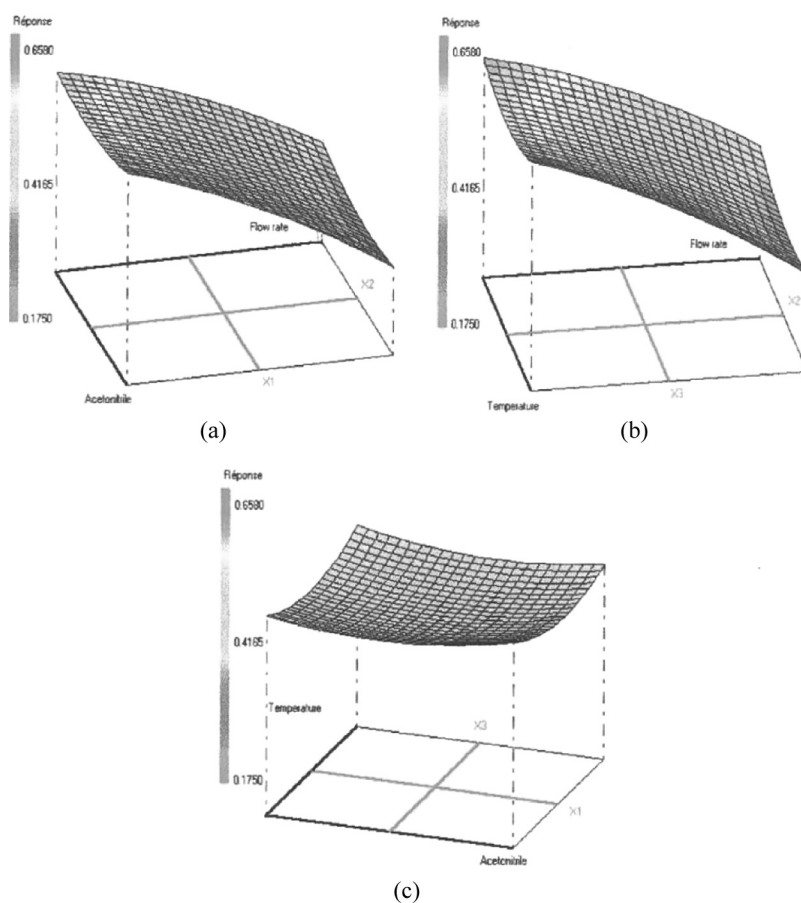 Réponse
0.6580
0.4165
0.1750
Flow rate
X2
X1
Acetonitrile
(a)
Réponse
0.6580
0.4165
0.1750
Flow rate
X2
X3
Temperature
(b)
Réponse
0.6580
0.4165
0.1750
Temperature
X3
X1
Acetonitrile
(c)